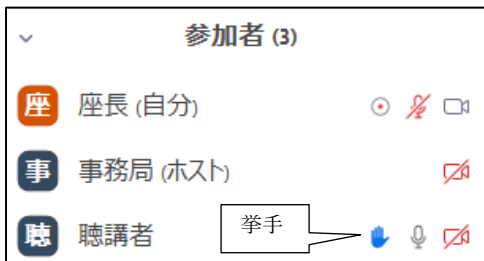 参加者 (3)
座 座長 (自分)
事 事務局 (ホスト)
聴 聴講者
挙手